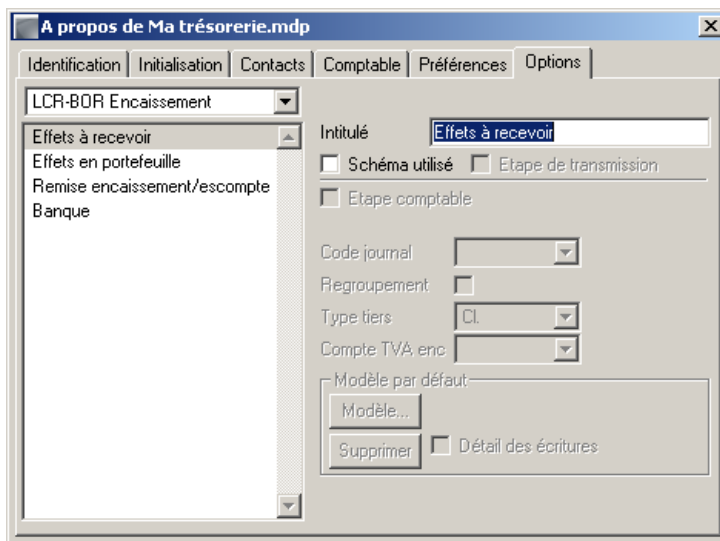 A propos de Ma trésorerie.mdp
Identification Initialisation Contacts Comptable Préférences Options
LCR-BOR Encaissement
Effets à recevoir
Effets en portefeuille
Remise encaissement/escompte
Banque
Intitulé Effets à recevoir
Schéma utilisé Etape de transmission
Etape comptable
Code journal
Regroupement
Type tiers Cl.
Compte TVA enc
Modèle par défaut
Modèle...
Supprimer Détail des écritures